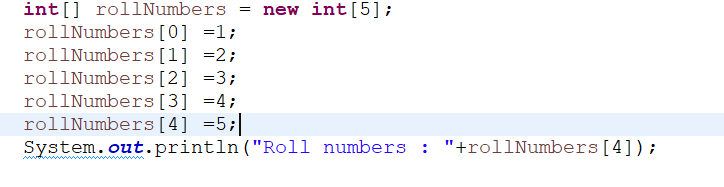 int[] rollNumbers = new int[5];
rollNumbers[0] =1;
rollNumbers[1] =2;
rollNumbers[2] =3;
rollNumbers[3] =4;
rollNumbers[4] =5;
System.out.println("Roll numbers : "+rollNumbers[4]);